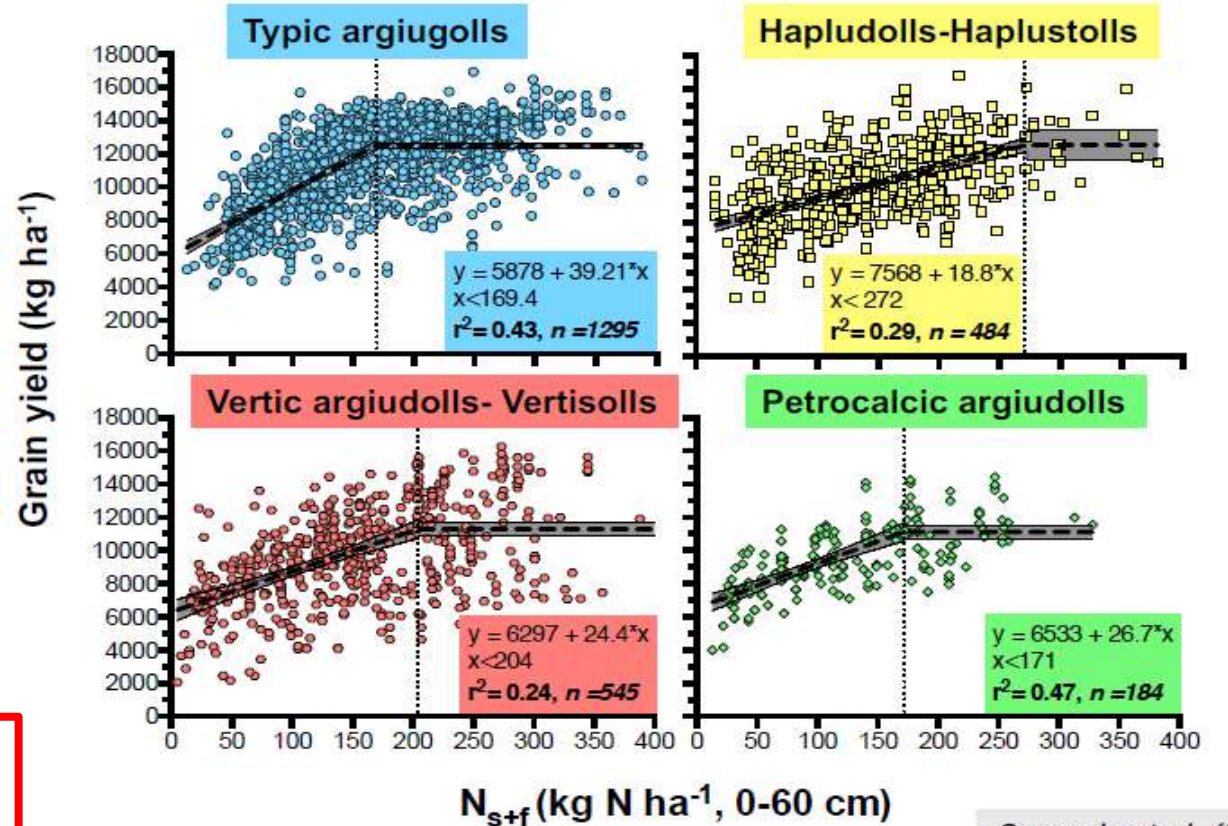 Typic argiugolls
Hapludolls-Haplustolls
Grain yield (kg ha-1)
18000
16000
14000
12000
10000
8000
6000
4000
2000
0
y = 5878 + 39.21*x
x<169.4
r2= 0.43, n =1295
y = 7568 + 18.8*x
x< 272
r2= 0.29, n = 484
Vertic argiudolls- Vertisolls
Petrocalcic argiudolls
18000
16000
14000
12000
10000
8000
6000
4000
2000
0
y = 6297 + 24.4*x
x<204
r2= 0.24, n =545
y = 6533 + 26.7*x
x<171
r2= 0.47, n =184
0 50 100 150 200 250 300 350 400
0 50 100 150 200 250 300 350 400
Ns+f (kg N ha-1, 0-60 cm)